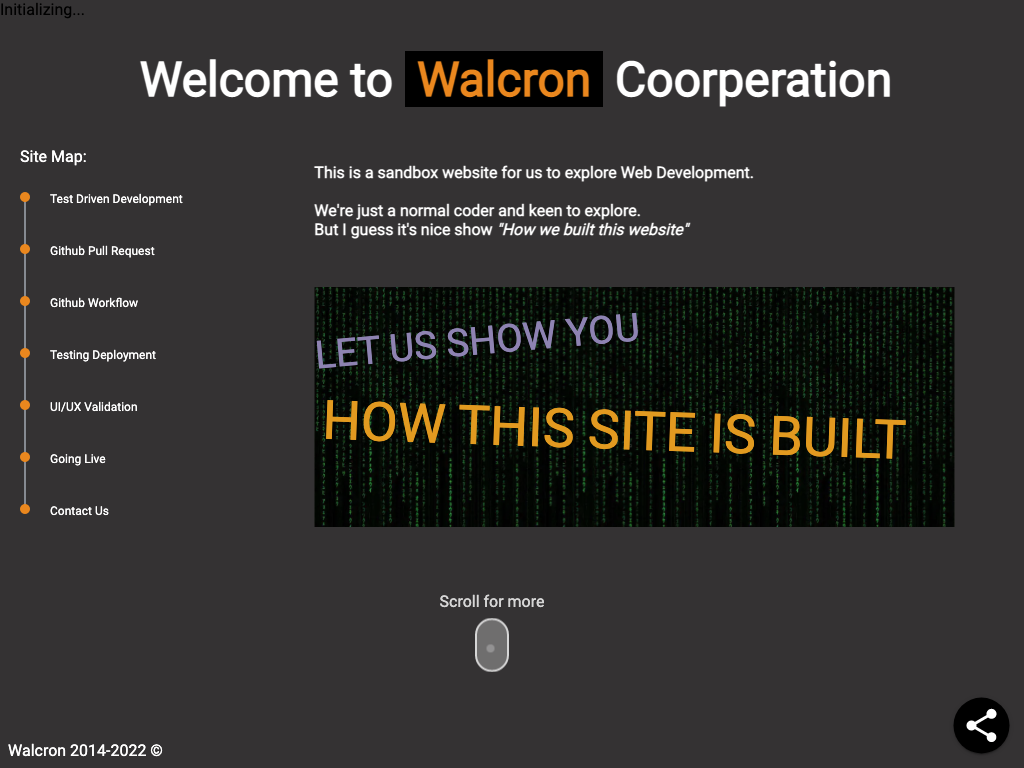 Initializing...
Welcome to Walcron Coorperation
Site Map:
Test Driven Development
Github Pull Request
Github Workflow
Testing Deployment
UI/UX Validation
Going Live
Contact Us
This is a sandbox website for us to explore Web Development.
We're just a normal coder and keen to explore.
But I guess it's nice show "How we built this website"
LET US SHOW YOU
HOW THIS SITE IS BUILT
Scroll for more
Walcron 2014-2022 ©